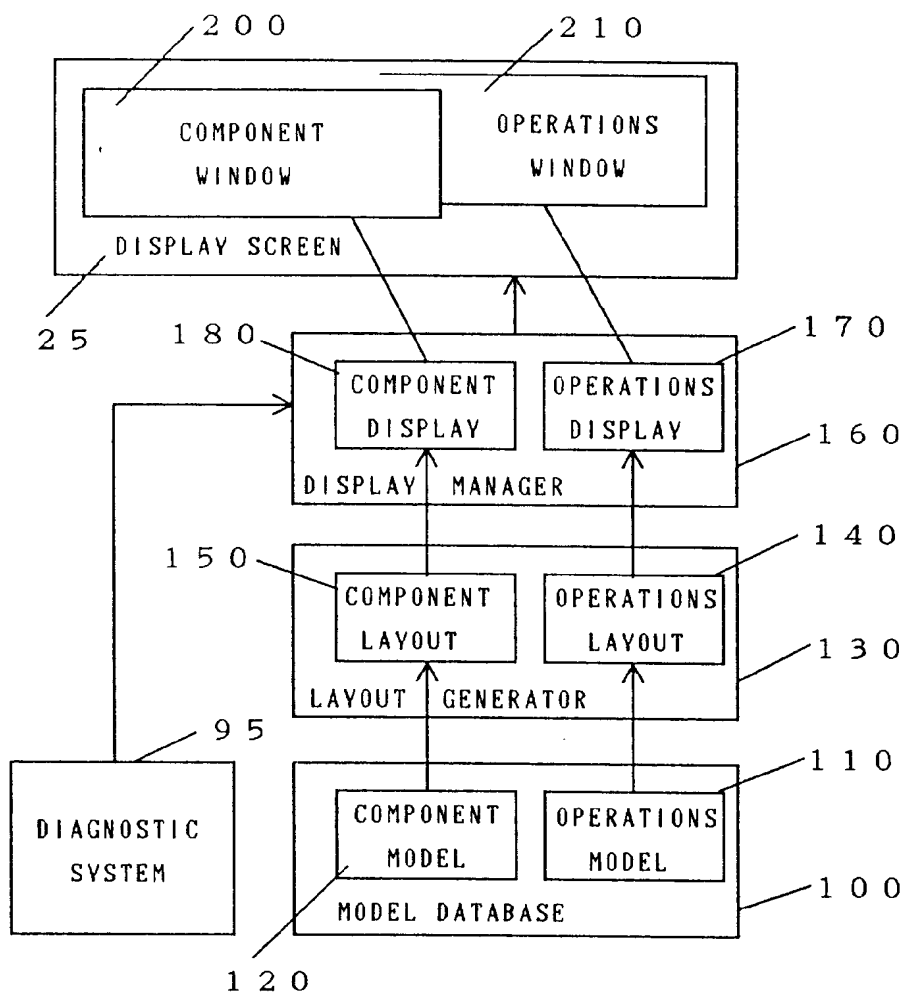 200
210
COMPONENT
WINDOW
OPERATIONS
WINDOW
DISPLAY SCREEN
25
180
170
COMPONENT
DISPLAY
OPERATIONS
DISPLAY
160
DISPLAY MANAGER
150
140
COMPONENT
LAYOUT
OPERATIONS
LAYOUT
130
LAYOUT GENERATOR
95
110
DIAGNOSTIC
SYSTEM
COMPONENT
MODEL
OPERATIONS
MODEL
100
MODEL DATABASE
120